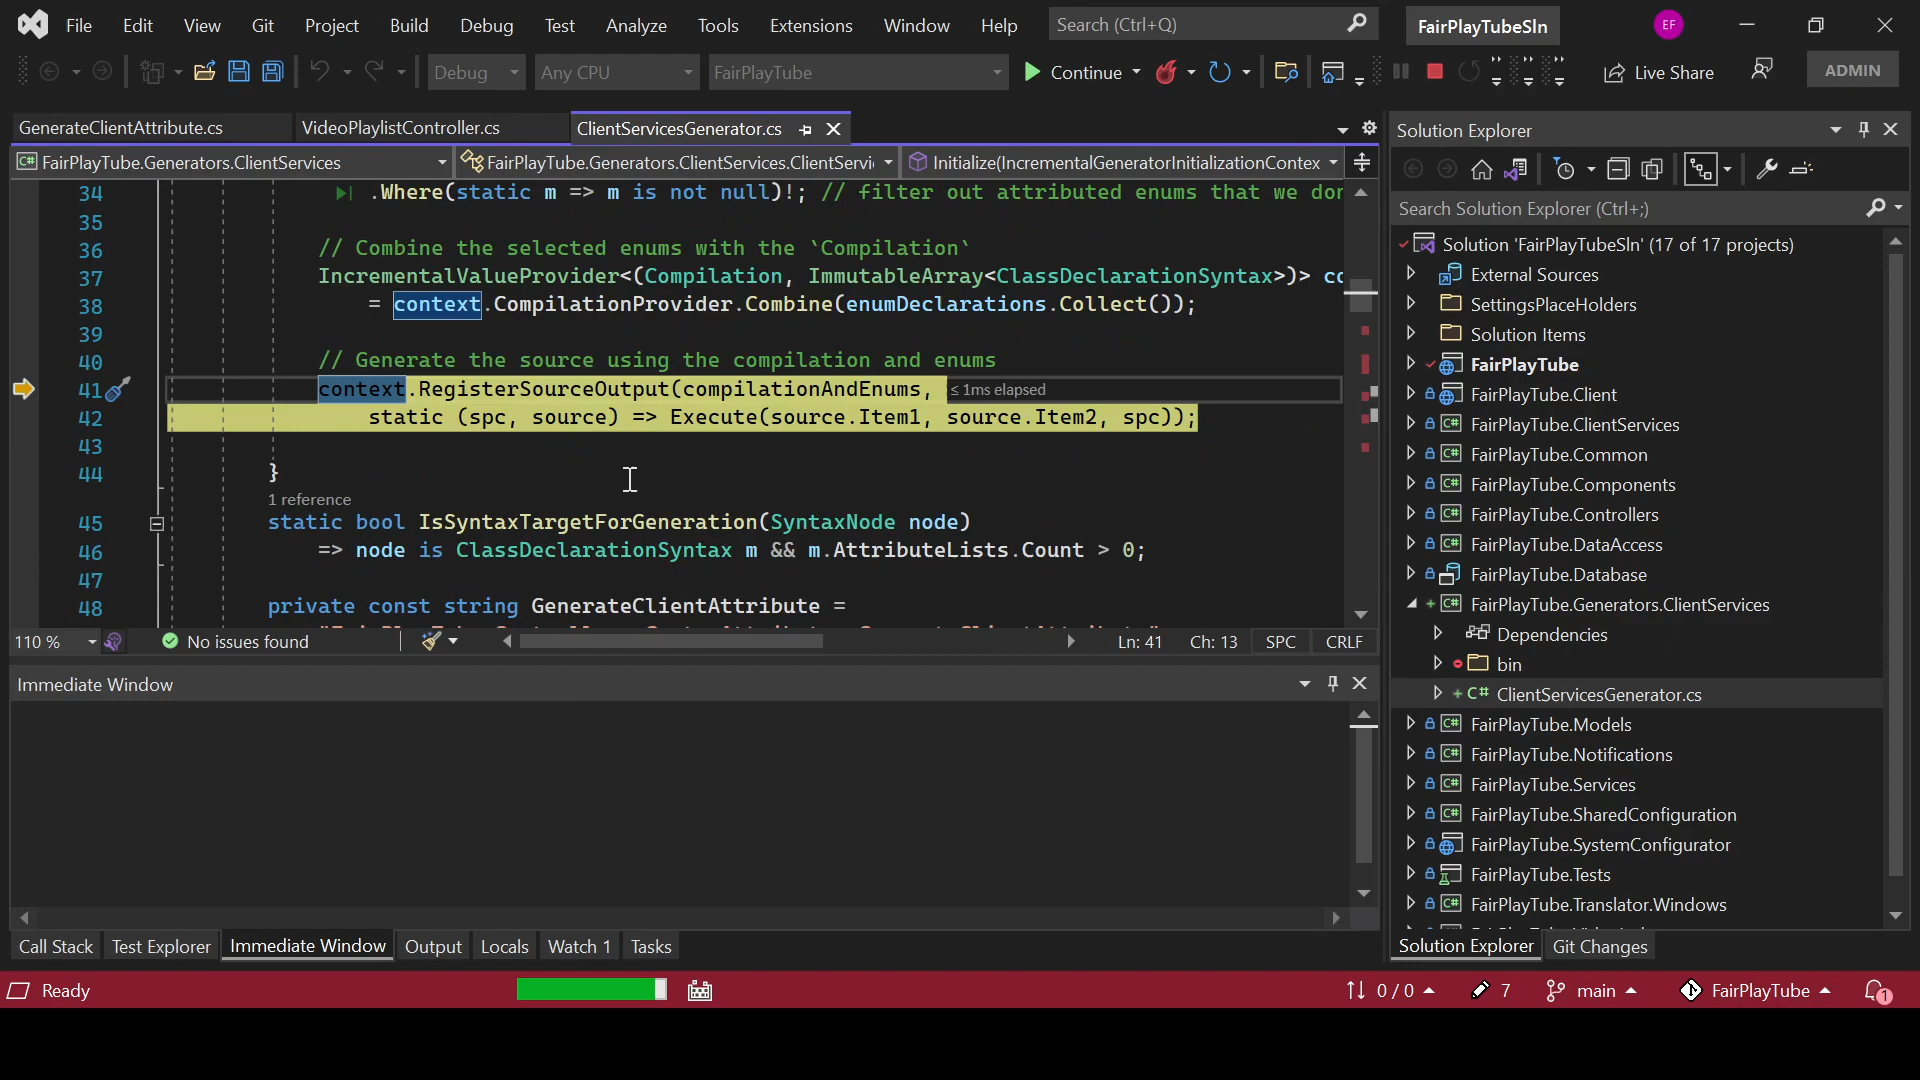 File Edit View Git Project Build Debug Test Analyze Tools Extensions Window Help Search (Ctrl+Q) FairPlayTubeSln EF
Debug Any CPU FairPlayTube Continue Live Share ADMIN
GenerateClientAttribute.cs VideoPlaylistController.cs ClientServicesGenerator.cs
FairPlayTube.Generators.ClientServices FairPlayTube.Generators.ClientServices.ClientServi Initialize(IncrementalGeneratorInitializationContex
34 .Where(static m => m is not null)!; // filter out attributed enums that we don
35
36 // Combine the selected enums with the `Compilation`
37 IncrementalValueProvider<(Compilation, ImmutableArray<ClassDeclarationSyntax>)> co
38 = context.CompilationProvider.Combine(enumDeclarations.Collect());
39
40 // Generate the source using the compilation and enums
41 context.RegisterSourceOutput(compilationAndEnums, ≤ 1ms elapsed
42 static (spc, source) => Execute(source.Item1, source.Item2, spc));
43
44 }
1 reference
45 static bool IsSyntaxTargetForGeneration(SyntaxNode node)
46 => node is ClassDeclarationSyntax m && m.AttributeLists.Count > 0;
47
48 private const string GenerateClientAttribute =
110 % No issues found Ln: 41 Ch: 13 SPC CRLF
Immediate Window
Call Stack Test Explorer Immediate Window Output Locals Watch 1 Tasks
Solution Explorer
Search Solution Explorer (Ctrl+;)
Solution 'FairPlayTubeSln' (17 of 17 projects)
External Sources
SettingsPlaceHolders
Solution Items
FairPlayTube
FairPlayTube.Client
FairPlayTube.ClientServices
FairPlayTube.Common
FairPlayTube.Components
FairPlayTube.Controllers
FairPlayTube.DataAccess
FairPlayTube.Database
FairPlayTube.Generators.ClientServices
Dependencies
bin
C# ClientServicesGenerator.cs
FairPlayTube.Models
FairPlayTube.Notifications
FairPlayTube.Services
FairPlayTube.SharedConfiguration
FairPlayTube.SystemConfigurator
FairPlayTube.Tests
FairPlayTube.Translator.Windows
Solution Explorer Git Changes
Ready 0 / 0 7 main FairPlayTube 1